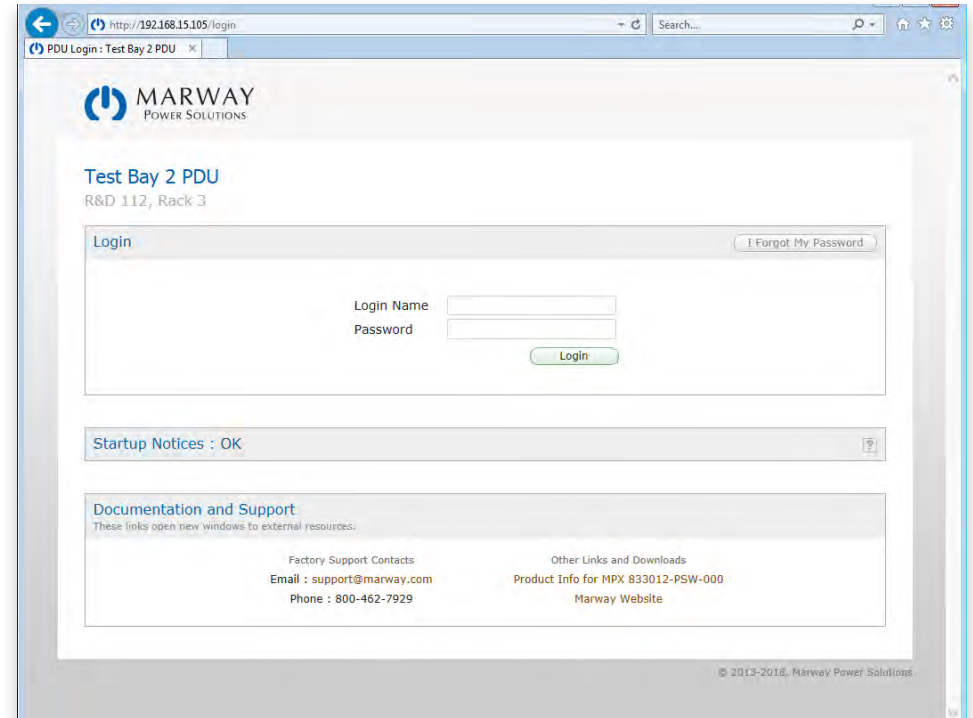 http://192.168.15.105/login
Search...
PDU Login : Test Bay 2 PDU
MARWAY
POWER SOLUTIONS
Test Bay 2 PDU
R&D 112, Rack 3
Login
I Forgot My Password
Login Name
Password
Login
Startup Notices : OK
?
Documentation and Support
These links open new windows to external resources.
Factory Support Contacts
Other Links and Downloads
Email : support@marway.com
Product Info for MPX 833012-PSW-000
Phone : 800-462-7929
Marway Website
© 2013-2018, Marway Power Solutions